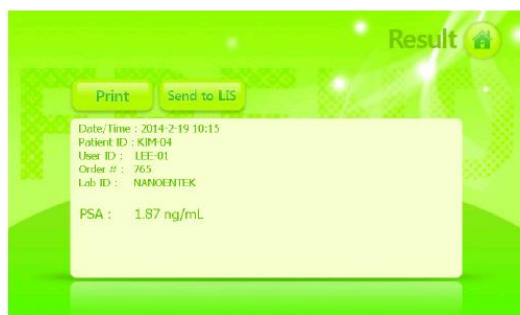 Result
Print
Send to LIS
Date/Time : 2014-2-19 10:15
Patient ID : KIM-04
User ID : LEE-01
Order # : 765
Lab ID : NANOENTEK
PSA : 1.87 ng/mL